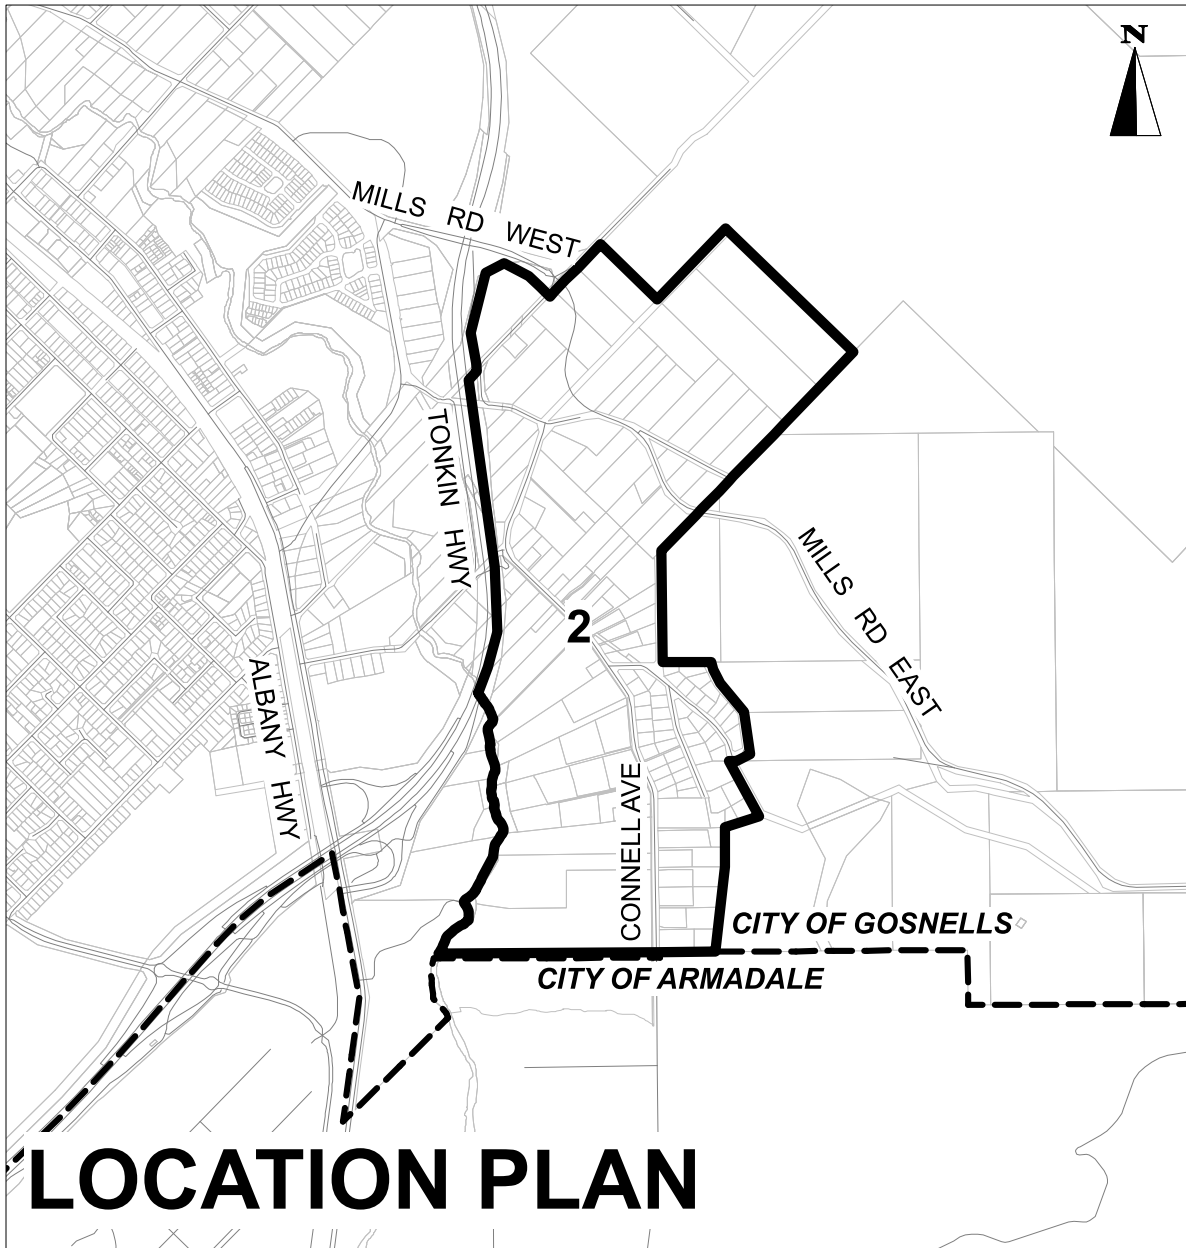 N
MILLS RD WEST
TONKIN HWY
MILLS RD EAST
2
ALBANY HWY
CONNELL AVE
CITY OF GOSNELLS
CITY OF ARMADALE
LOCATION PLAN